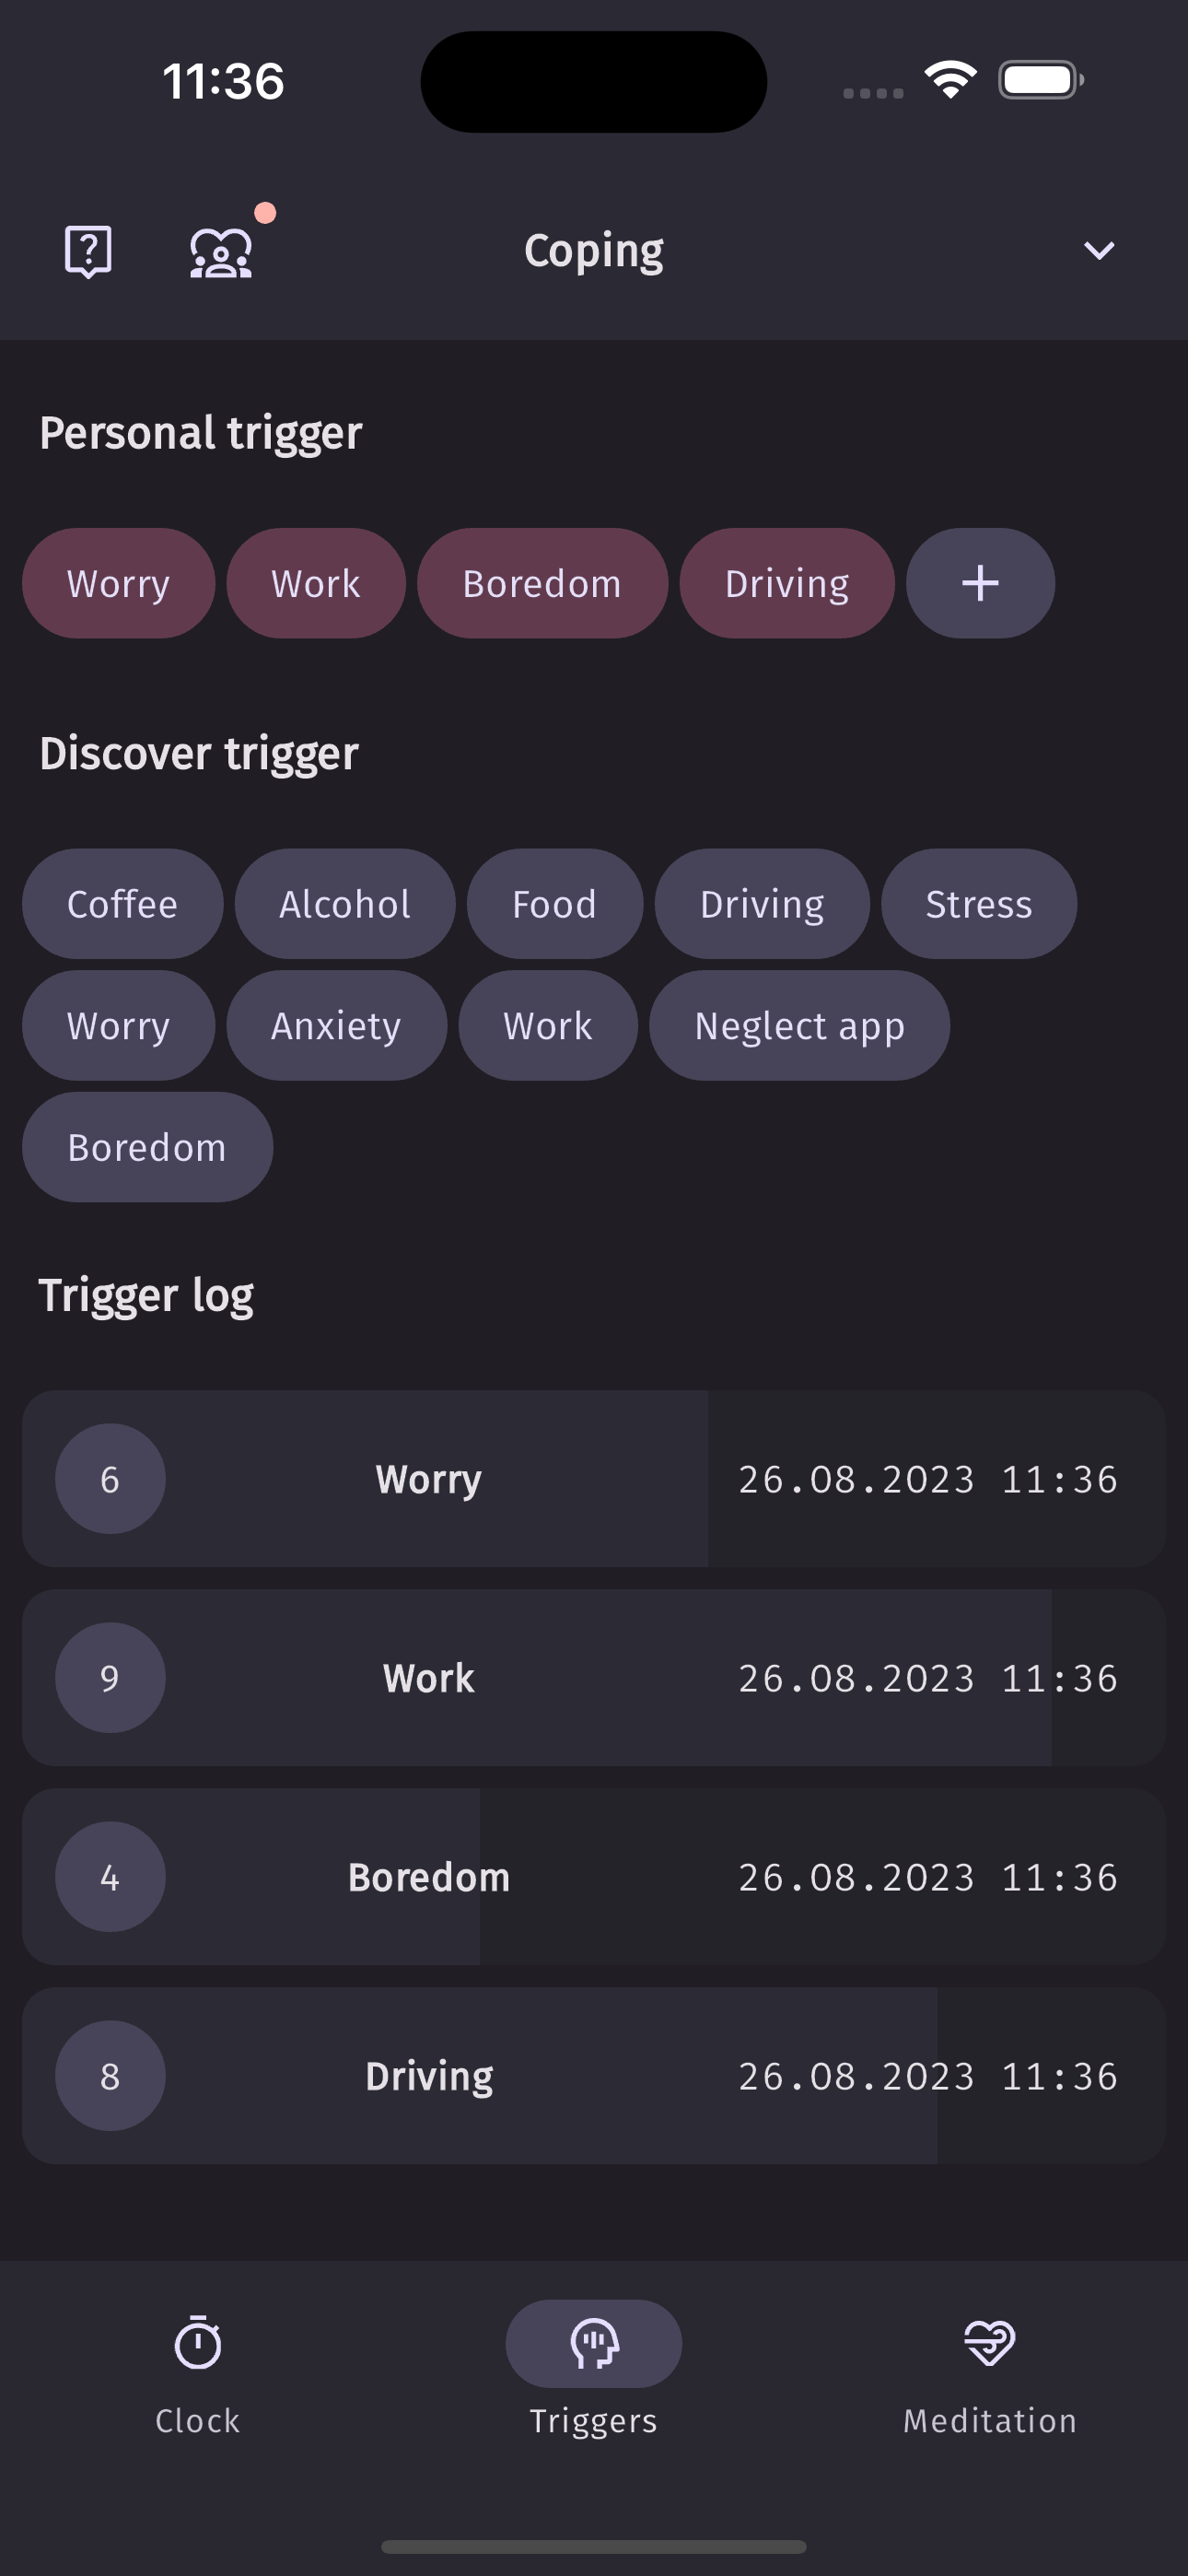 11:36
Coping
Personal trigger
Worry Work Boredom Driving +
Discover trigger
Coffee Alcohol Food Driving Stress
Worry Anxiety Work Neglect app
Boredom
Trigger log
6 Worry 26.08.2023 11:36
9 Work 26.08.2023 11:36
4 Boredom 26.08.2023 11:36
8 Driving 26.08.2023 11:36
Clock Triggers Meditation